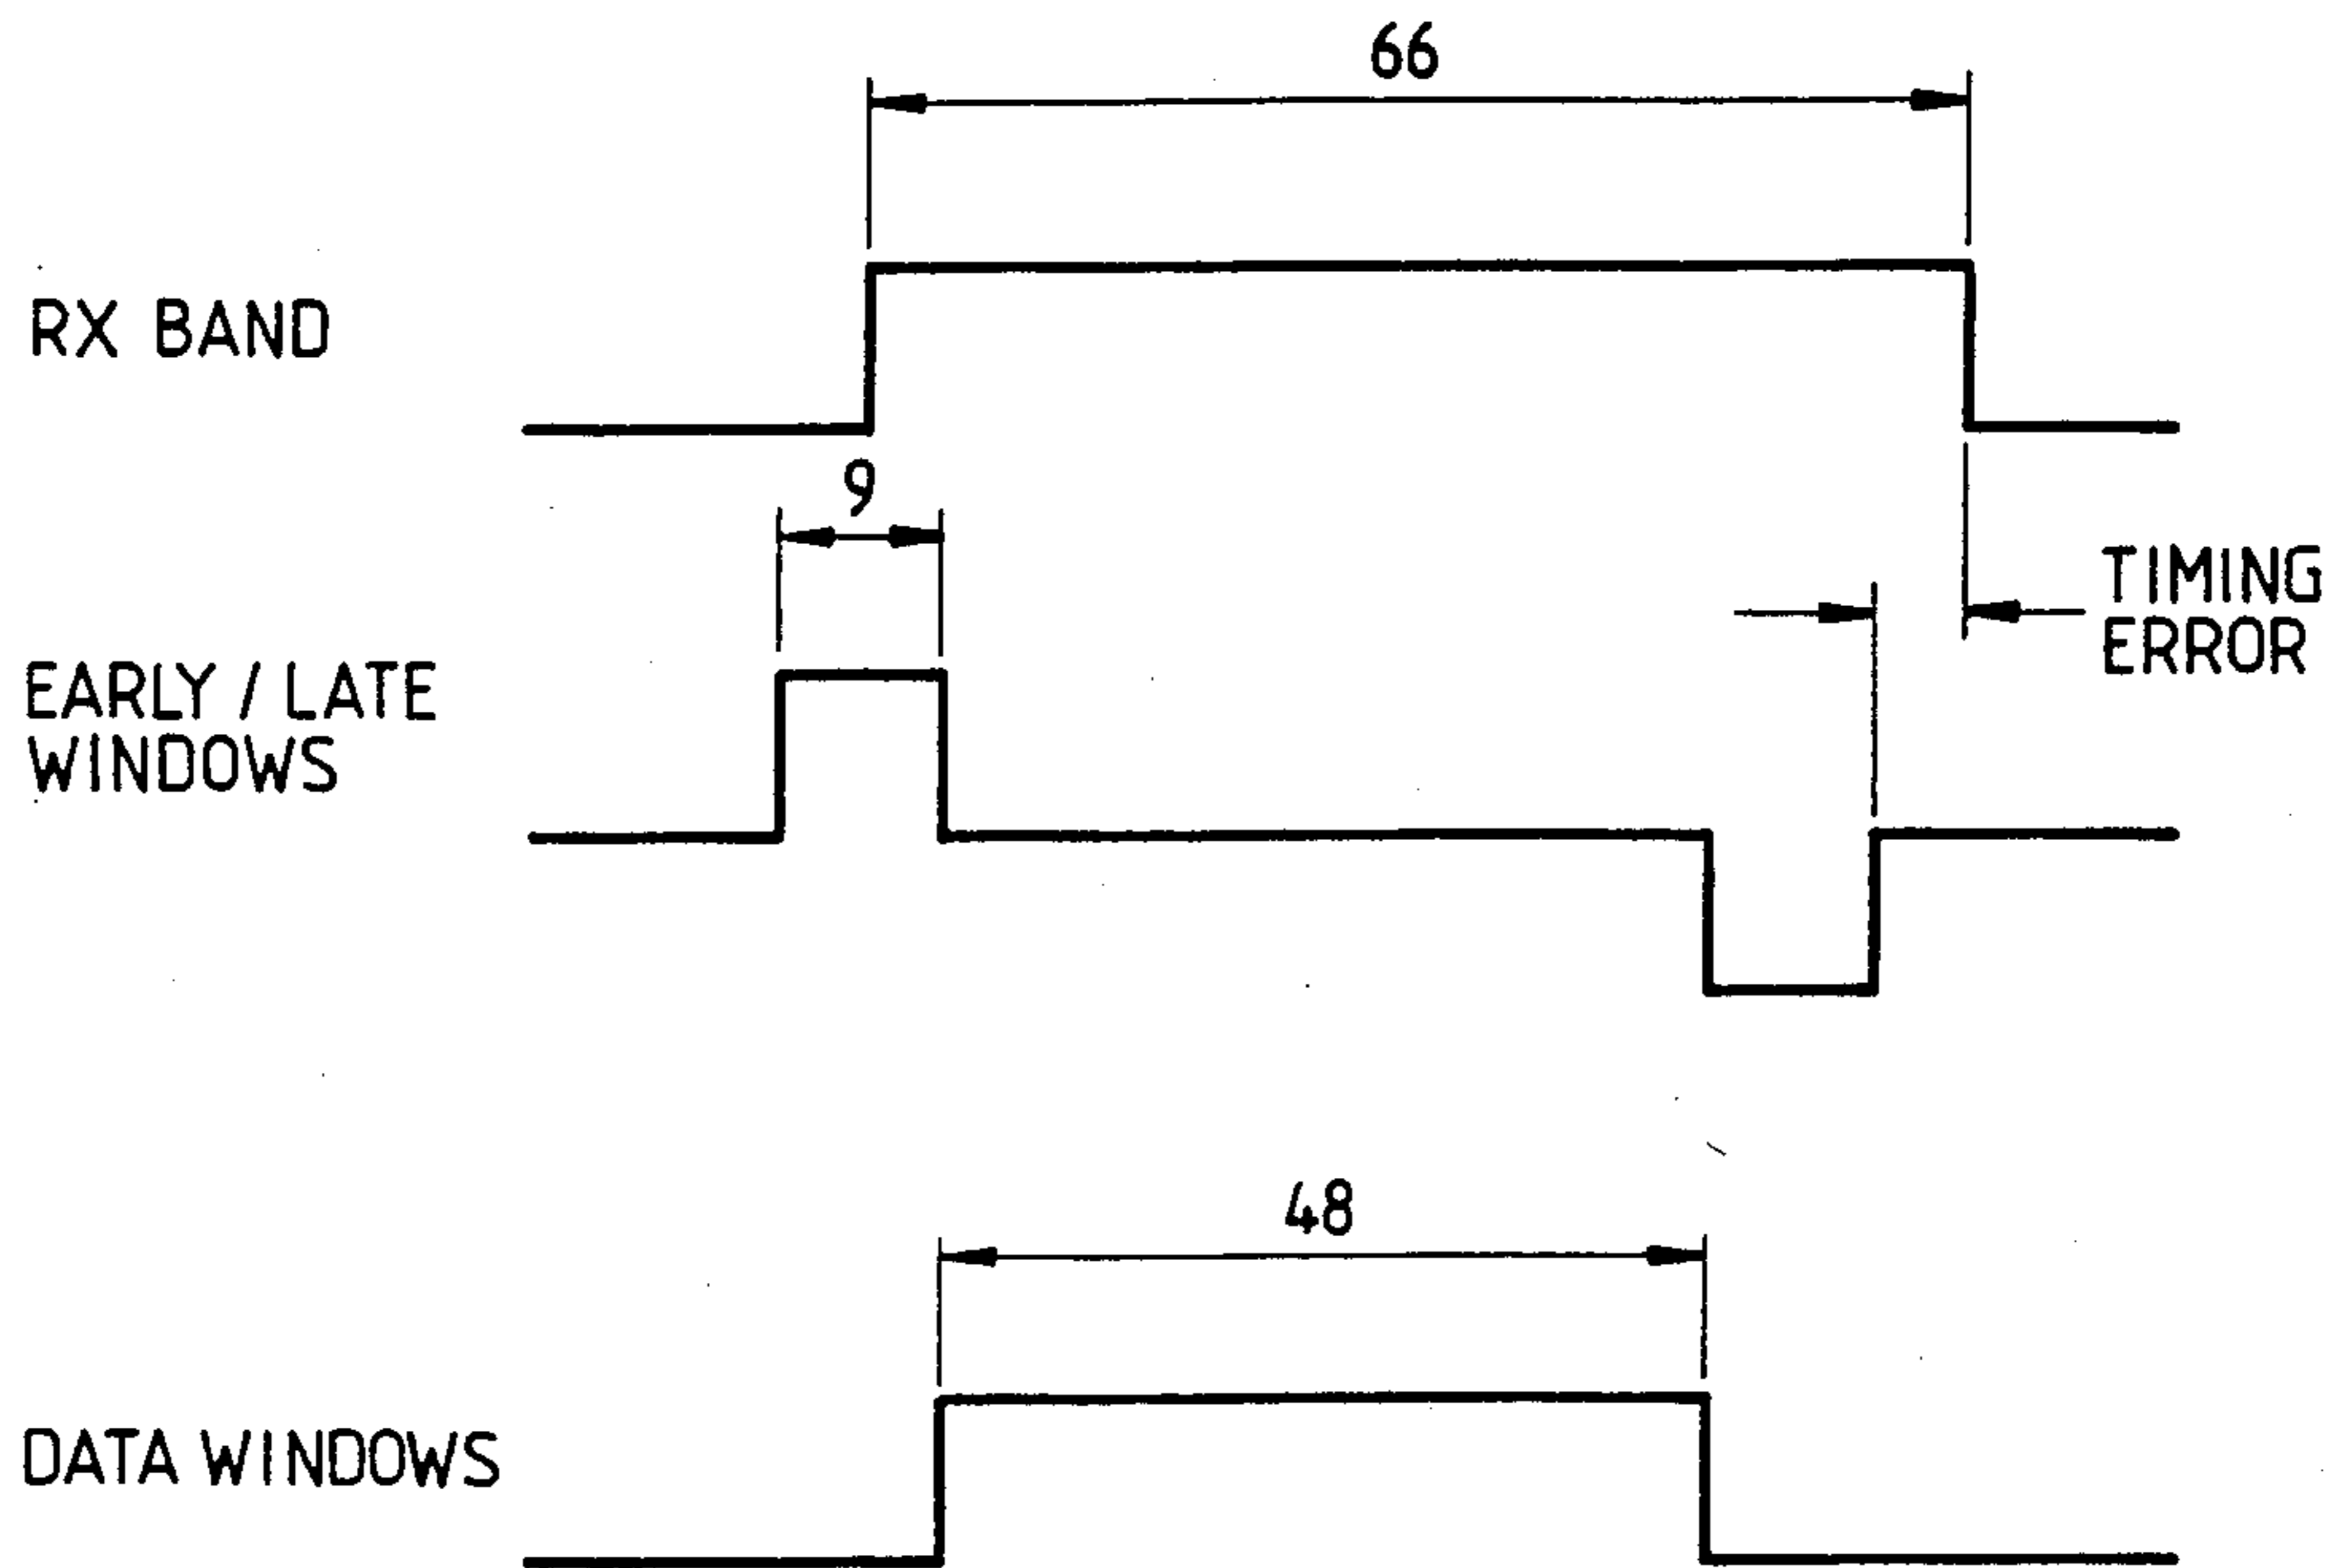 66
RX BAND
9
TIMING
ERROR
EARLY / LATE
WINDOWS
48
DATA WINDOWS